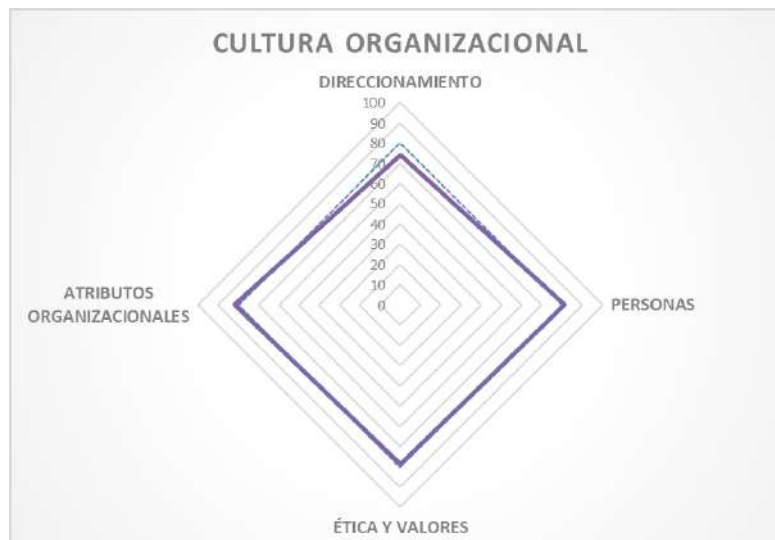 CULTURA ORGANIZACIONAL
DIRECCIONAMIENTO
100
90
80
70
60
50
40
30
20
10
0
ATRIBUTOS
ORGANIZACIONALES
PERSONAS
ÉTICA Y VALORES